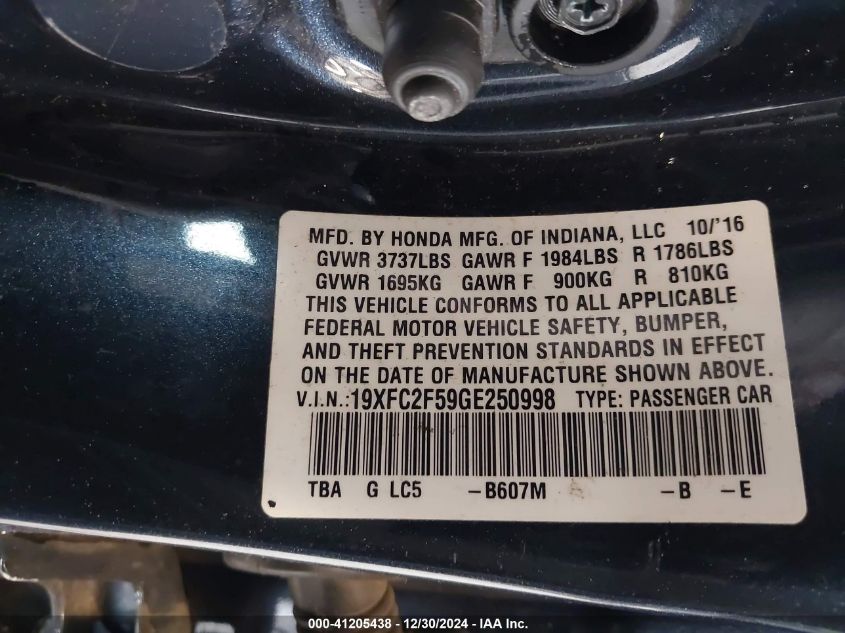 MFD. BY HONDA MFG. OF INDIANA, LLC 10/'16
GVWR 3737LBS GAWR F 1984LBS R 1786LBS
GVWR 1695KG GAWR F 900KG R 810KG
THIS VEHICLE CONFORMS TO ALL APPLICABLE
FEDERAL MOTOR VEHICLE SAFETY, BUMPER,
AND THEFT PREVENTION STANDARDS IN EFFECT
ON THE DATE OF MANUFACTURE SHOWN ABOVE.
V.I.N.:19XFC2F59GE250998 TYPE: PASSENGER CAR
TBA G LC5 -B607M -B -E
000-41205438 - 12/30/2024 - IAA Inc.